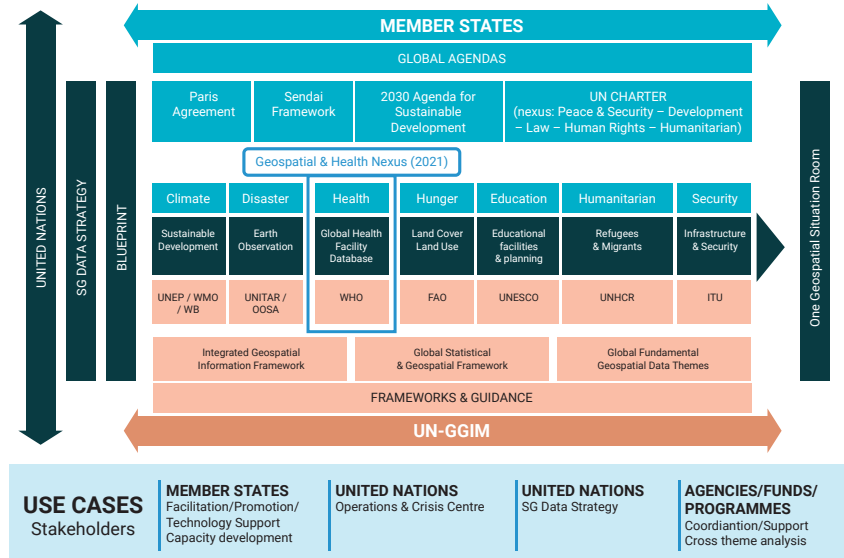 MEMBER STATES
GLOBAL AGENDAS
Paris
Agreement
Sendai
Framework
2030 Agenda for
Sustainable
Development
UN CHARTER
(nexus: Peace & Security – Development
– Law – Human Rights – Humanitarian)
Geospatial & Health Nexus (2021)
UNITED NATIONS
SG DATA STRATEGY
BLUEPRINT
Climate
Disaster
Health
Hunger
Education
Humanitarian
Security
Sustainable
Development
Earth
Observation
Global Health
Facility
Database
Land Cover
Land Use
Educational
facilities
& planning
Refugees
& Migrants
Infrastructure
& Security
UNEP / WMO
/ WB
UNITAR /
OOSA
WHO
FAO
UNESCO
UNHCR
ITU
One Geospatial Situation Room
Integrated Geospatial
Information Framework
Global Statistical
& Geospatial Framework
Global Fundamental
Geospatial Data Themes
FRAMEWORKS & GUIDANCE
UN-GGIM
USE CASES
Stakeholders
MEMBER STATES
Facilitation/Promotion/
Technology Support
Capacity development
UNITED NATIONS
Operations & Crisis Centre
UNITED NATIONS
SG Data Strategy
AGENCIES/FUNDS/
PROGRAMMES
Coordiantion/Support
Cross theme analysis